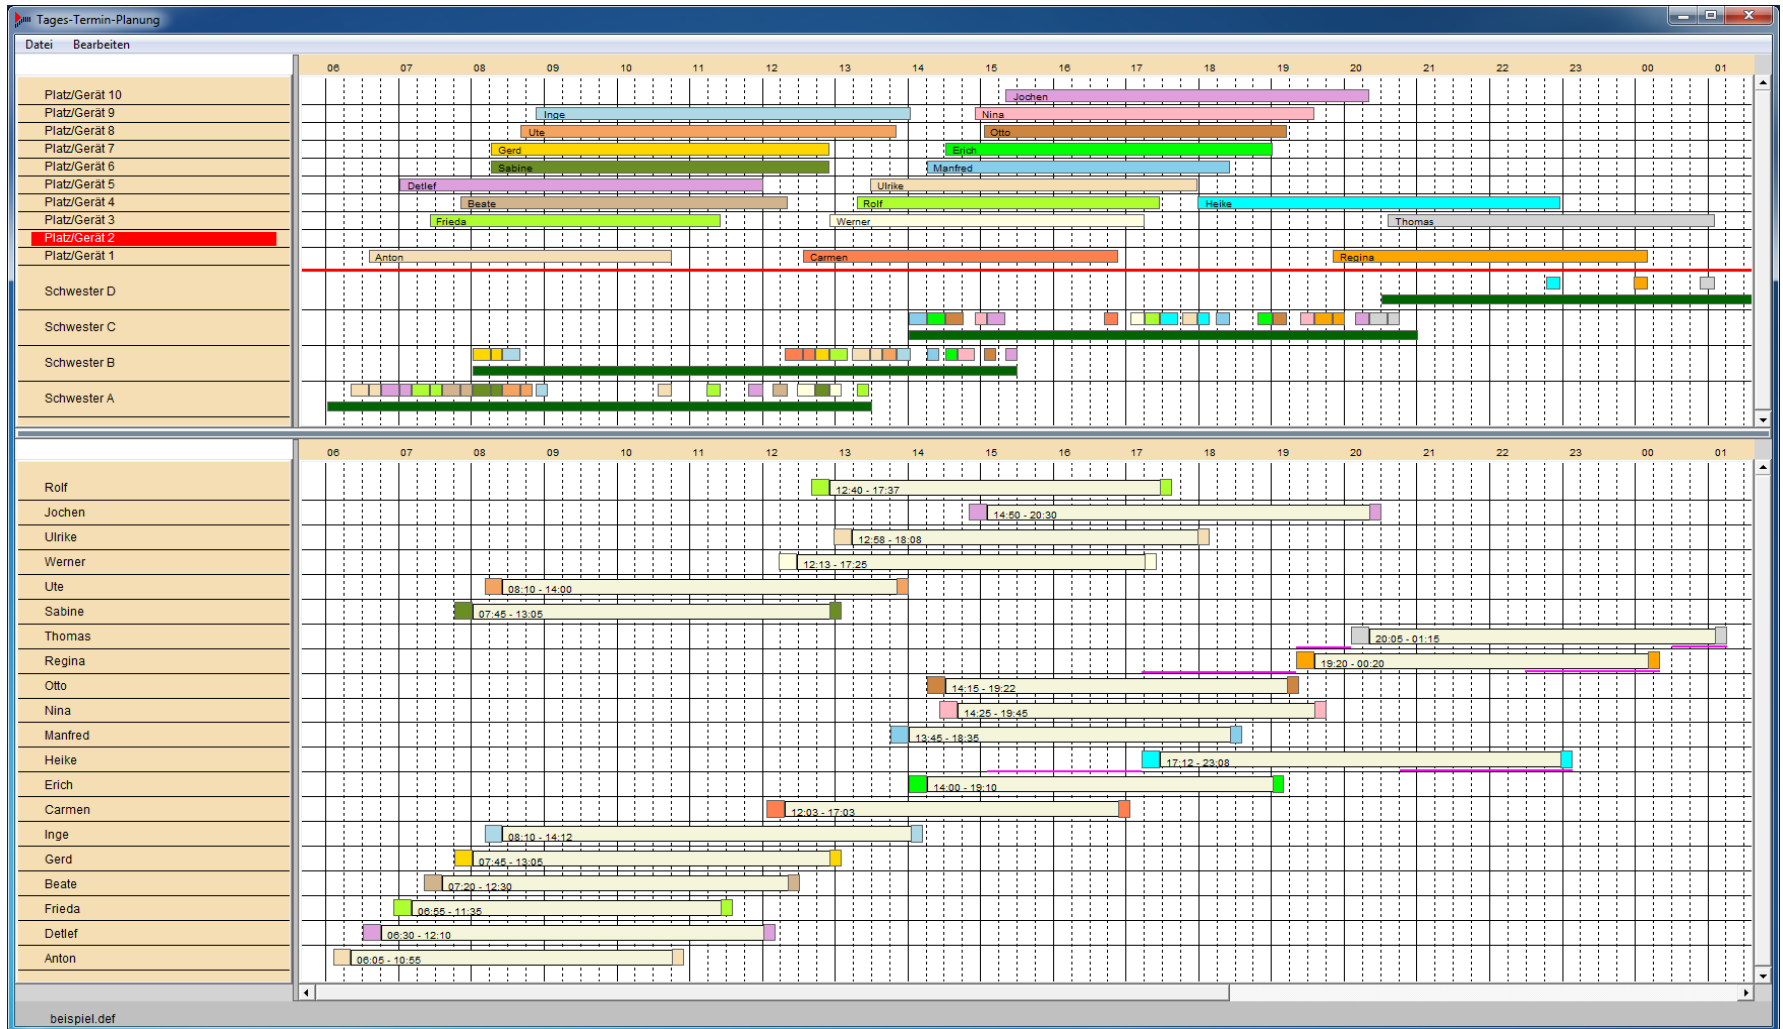 Tages-Termin-Planung
Datei Bearbeiten
06 07 08 09 10 11 12 13 14 15 16 17 18 19 20 21 22 23 00 01
Platz/Gerät 10 Jochen
Platz/Gerät 9 Inge Nina
Platz/Gerät 8 Ute Otto
Platz/Gerät 7 Gerd Erich
Platz/Gerät 6 Sabine Manfred
Platz/Gerät 5 Detlef Ulrike
Platz/Gerät 4 Beate Rolf Heike
Platz/Gerät 3 Frieda Werner Thomas
Platz/Gerät 2
Platz/Gerät 1 Anton Carmen Regina
Schwester D
Schwester C
Schwester B
Schwester A
06 07 08 09 10 11 12 13 14 15 16 17 18 19 20 21 22 23 00 01
Rolf 12:40 - 17:37
Jochen 14:50 - 20:30
Ulrike 12:58 - 18:08
Werner 12:13 - 17:25
Ute 08:10 - 14:00
Sabine 07:45 - 13:05
Thomas 20:05 - 01:15
Regina 19:20 - 00:20
Otto 14:15 - 19:22
Nina 14:25 - 19:45
Manfred 13:45 - 18:35
Heike 17:12 - 23:08
Erich 14:00 - 19:10
Carmen 12:03 - 17:03
Inge 08:10 - 14:12
Gerd 07:45 - 13:05
Beate 07:20 - 12:30
Frieda 06:55 - 11:35
Detlef 06:30 - 12:10
Anton 06:05 - 10:55
beispiel.def